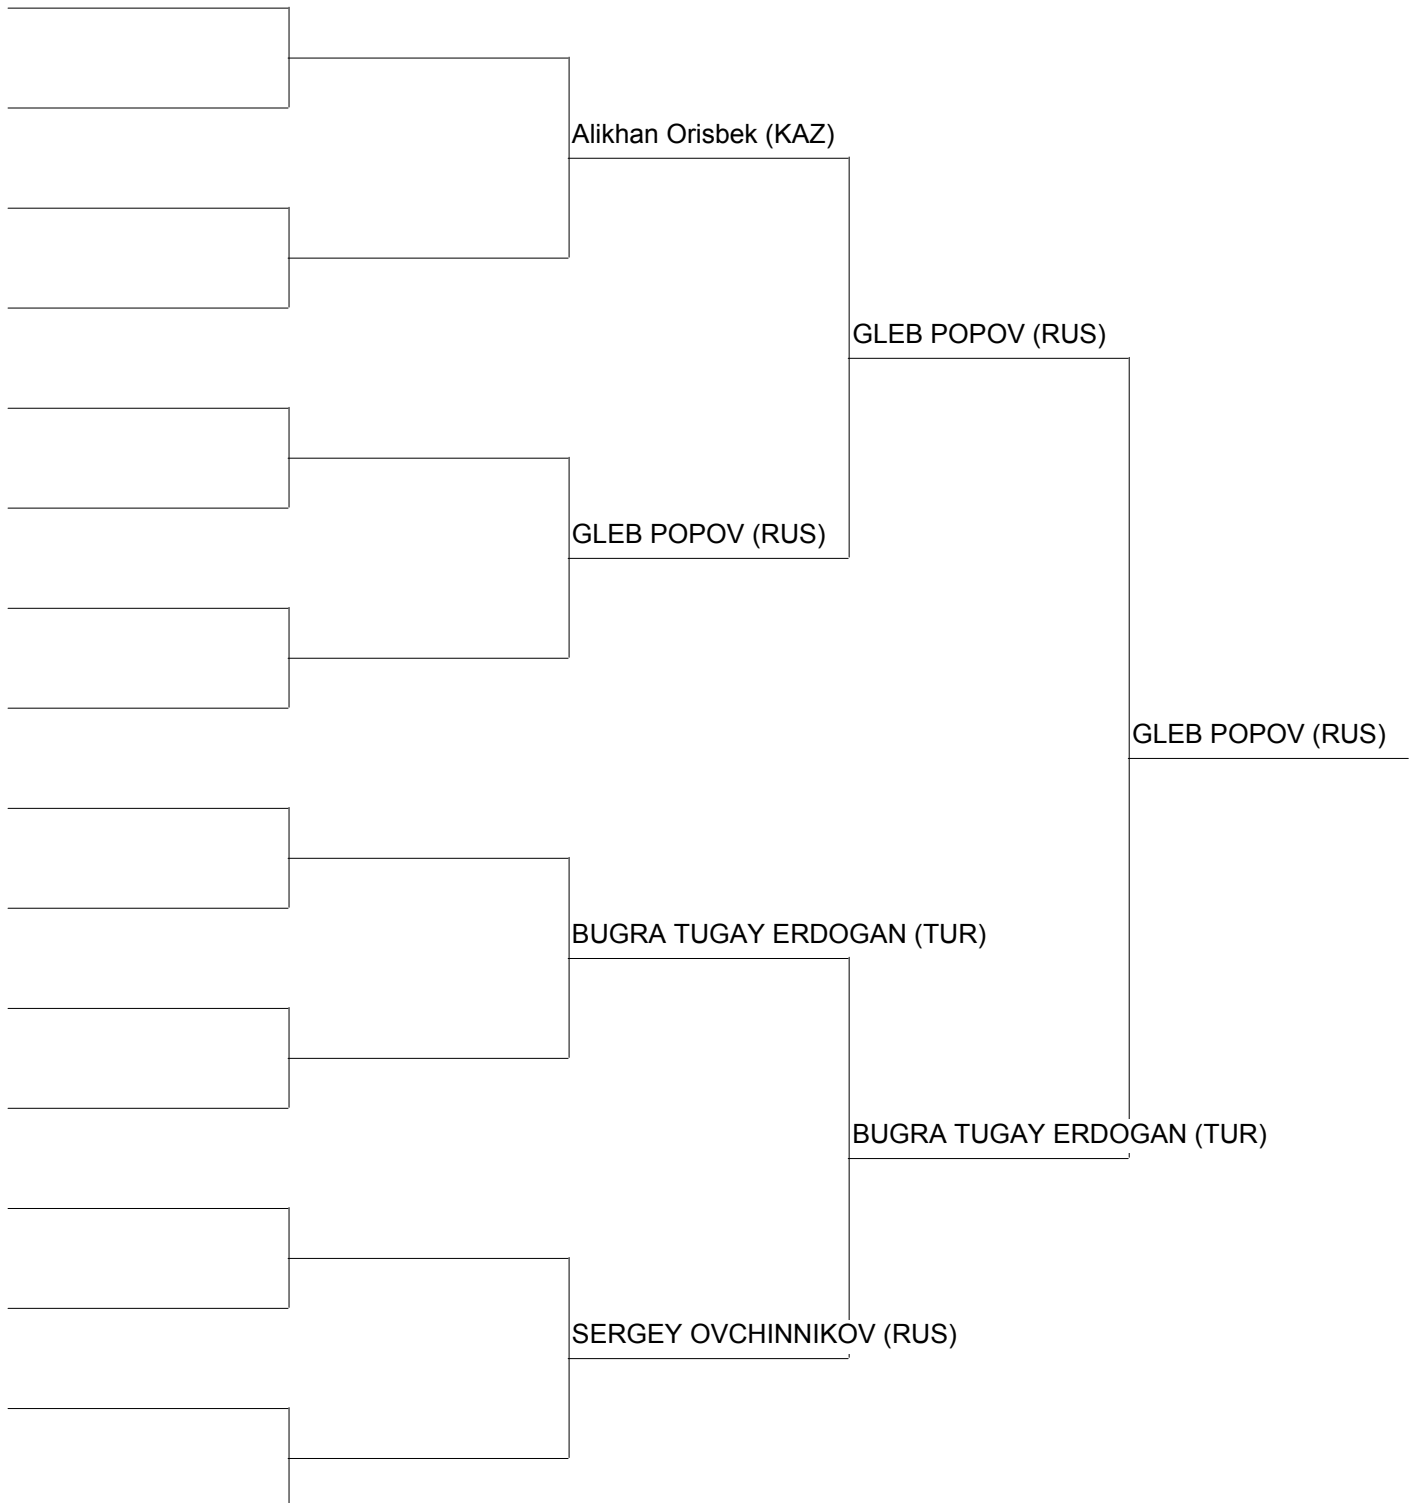 Alikhan Orisbek (KAZ)
GLEB POPOV (RUS)
GLEB POPOV (RUS)
GLEB POPOV (RUS)
BUGRA TUGAY ERDOGAN (TUR)
BUGRA TUGAY ERDOGAN (TUR)
SERGEY OVCHINNIKOV (RUS)